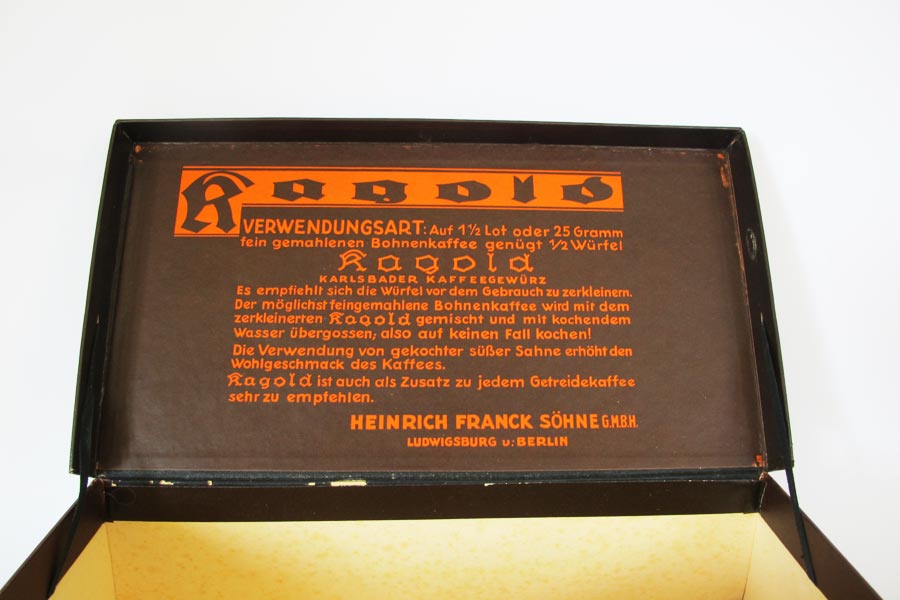 Kagold
VERWENDUNGSART: Auf 1½ Lot oder 25 Gramm
fein gemahlenen Bohnenkaffee genügt ½ Würfel
Kagold
KARLSBADER KAFFEEGEWÜRZ
Es empfiehlt sich die Würfel vor dem Gebrauch zu zerkleinern.
Der möglichst feingemahlene Bohnenkaffee wird mit dem
zerkleinerten Kagold gemischt und mit kochendem
Wasser übergossen; also auf keinen Fall kochen!
Die Verwendung von gekochter süßer Sahne erhöht den
Wohlgeschmack des Kaffees.
Kagold ist auch als Zusatz zu jedem Getreidekaffee
sehr zu empfehlen.
HEINRICH FRANCK SÖHNE G.M.B.H.
LUDWIGSBURG u: BERLIN